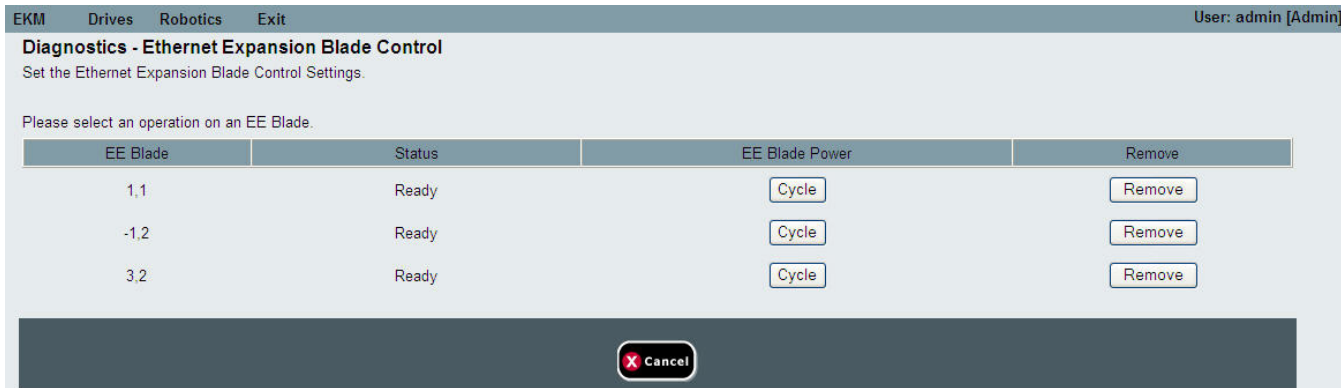 EKM Drives Robotics Exit User: admin [Admin]
Diagnostics - Ethernet Expansion Blade Control
Set the Ethernet Expansion Blade Control Settings.
Please select an operation on an EE Blade.
EE Blade Status EE Blade Power Remove
1,1 Ready Cycle Remove
-1,2 Ready Cycle Remove
3,2 Ready Cycle Remove
X Cancel